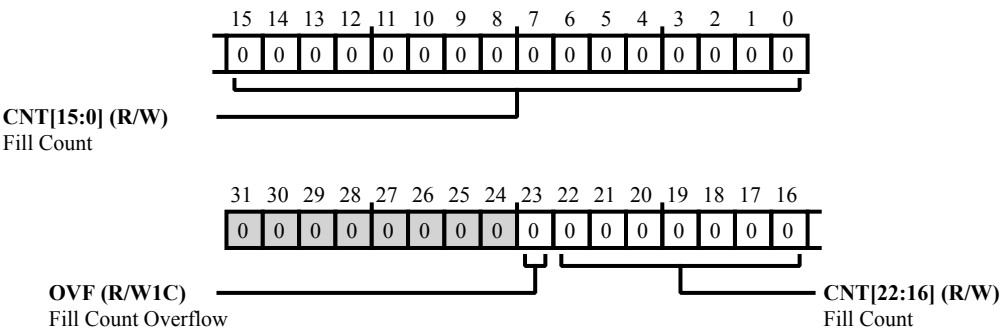 15 14 13 12 11 10 9 8 7 6 5 4 3 2 1 0
0 0 0 0 0 0 0 0 0 0 0 0 0 0 0 0
CNT[15:0] (R/W)
Fill Count
31 30 29 28 27 26 25 24 23 22 21 20 19 18 17 16
0 0 0 0 0 0 0 0 0 0 0 0 0 0 0 0
OVF (R/W1C)
Fill Count Overflow
CNT[22:16] (R/W)
Fill Count